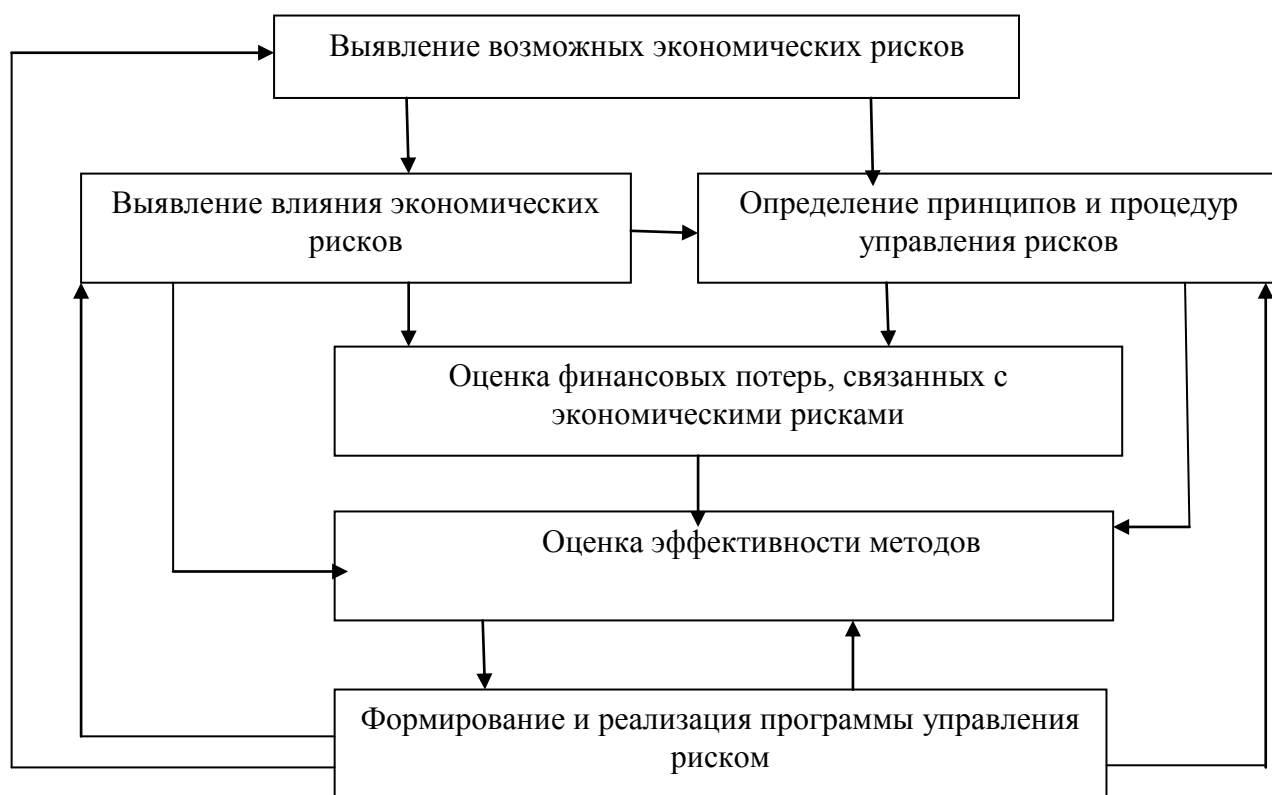 Выявление возможных экономических рисков
Выявление влияния экономических
рисков
Определение принципов и процедур
управления рисков
Оценка финансовых потерь, связанных с
экономическими рисками
Оценка эффективности методов
Формирование и реализация программы управления
риском